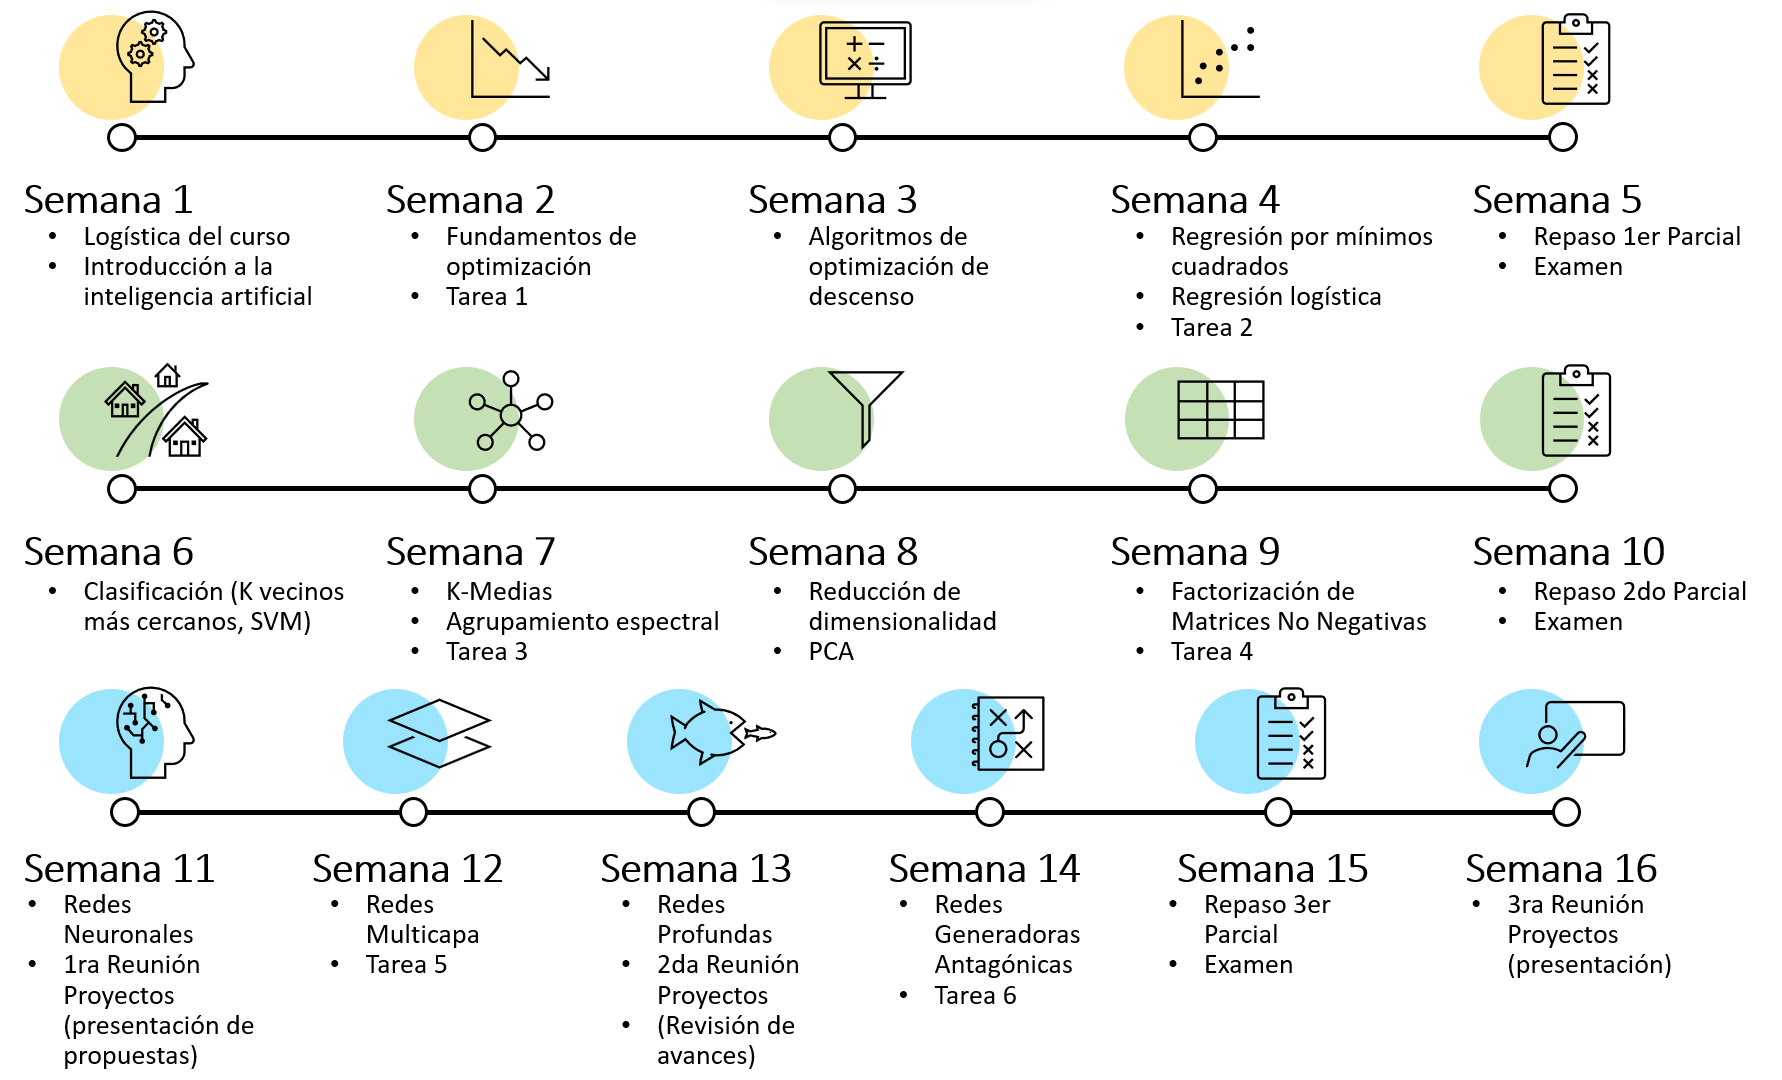 Semana 1
• Logística del curso
• Introducción a la
inteligencia artificial
Semana 2
• Fundamentos de
optimización
• Tarea 1
Semana 3
• Algoritmos de
optimización de
descenso
Semana 4
• Regresión por mínimos
cuadrados
• Regresión logística
• Tarea 2
Semana 5
• Repaso 1er Parcial
• Examen
Semana 6
• Clasificación (K vecinos
más cercanos, SVM)
Semana 7
• K-Medias
• Agrupamiento espectral
• Tarea 3
Semana 8
• Reducción de
dimensionalidad
• PCA
Semana 9
• Factorización de
Matrices No Negativas
• Tarea 4
Semana 10
• Repaso 2do Parcial
• Examen
Semana 11
• Redes
Neuronales
• 1ra Reunión
Proyectos
(presentación de
propuestas)
Semana 12
• Redes
Multicapa
• Tarea 5
Semana 13
• Redes
Profundas
• 2da Reunión
Proyectos
• (Revisión de
avances)
Semana 14
• Redes
Generadoras
Antagónicas
• Tarea 6
Semana 15
• Repaso 3er
Parcial
• Examen
Semana 16
• 3ra Reunión
Proyectos
(presentación)